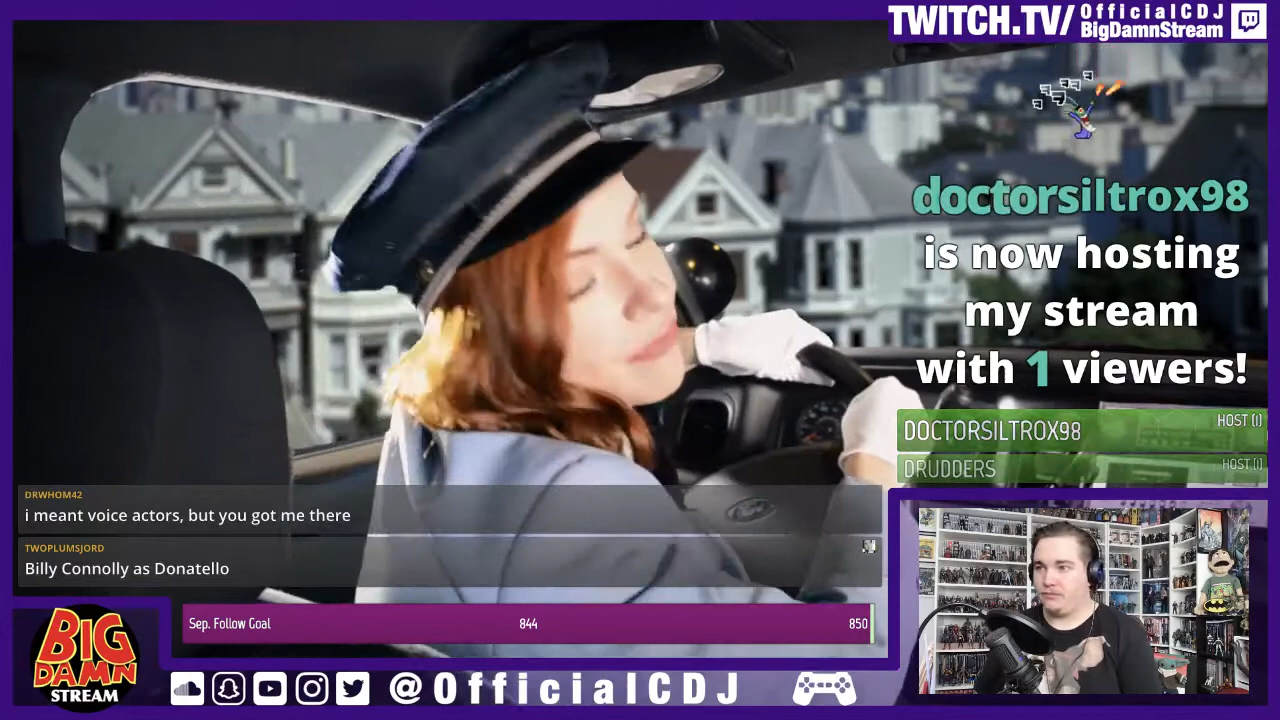 TWITCH.TV/
OfficialCDJ
BigDamnStream
doctorsiltrox98
is now hosting
my stream
with 1 viewers!
DOCTORSILTROX98
HOST (1)
DRUDDERS
HOST (1)
DRWHOM42
i meant voice actors, but you got me there
TWOPLUMSJORD
Billy Connolly as Donatello
Sep. Follow Goal
844
850
BIG
DAMN
STREAM
@OfficialCDJ